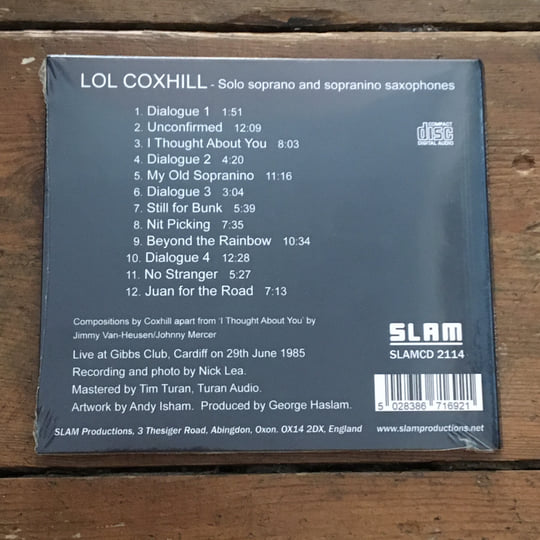 LOL COXHILL - Solo soprano and sopranino saxophones
1. Dialogue 1 1:51
2. Unconfirmed 12:09
3. I Thought About You 8:03
4. Dialogue 2 4:20
5. My Old Sopranino 11:16
6. Dialogue 3 3:04
7. Still for Bunk 5:39
8. Nit Picking 7:35
9. Beyond the Rainbow 10:34
10. Dialogue 4 12:28
11. No Stranger 5:27
12. Juan for the Road 7:13
COMPACT
disc
DIGITAL AUDIO
Compositions by Coxhill apart from 'I Thought About You' by
Jimmy Van-Heusen/Johnny Mercer
Live at Gibbs Club, Cardiff on 29th June 1985
Recording and photo by Nick Lea.
Mastered by Tim Turan, Turan Audio.
Artwork by Andy Isham. Produced by George Haslam.
SLAM
SLAMCD 2114
5 028386 716921
SLAM Productions, 3 Thesiger Road, Abingdon, Oxon. OX14 2DX, England www.slamproductions.net